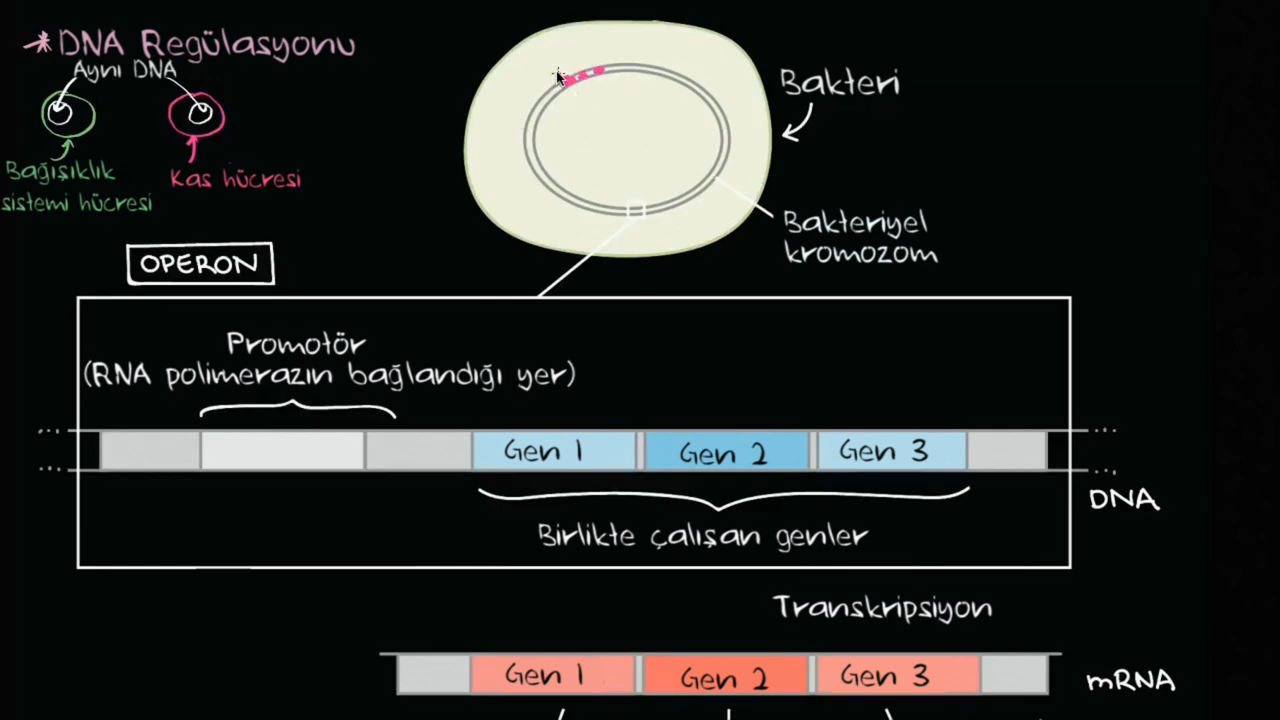 * DNA Regülasyonu
Aynı DNA
Bağışıklık
sistemi hücresi
Kas hücresi
Bakteri
Bakteriyel
kromozom
OPERON
Promotör
(RNA polimerazın bağlandığı yer)
Gen 1 Gen 2 Gen 3
DNA
Birlikte çalışan genler
Transkripsiyon
Gen 1 Gen 2 Gen 3
mRNA